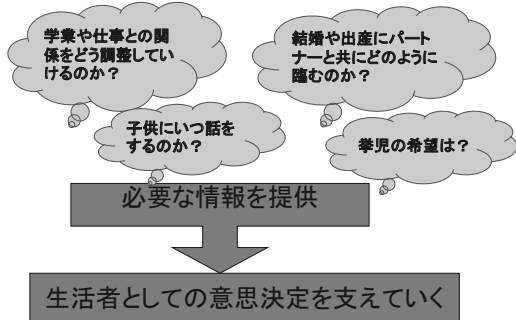 学業や仕事との関
係をどう調整してい
けるのか？
結婚や出産にパート
ナーと共にどのように
臨むのか？
子供にいつ話を
するのか？
挙児の希望は？
必要な情報を提供
生活者としての意思決定を支えていく